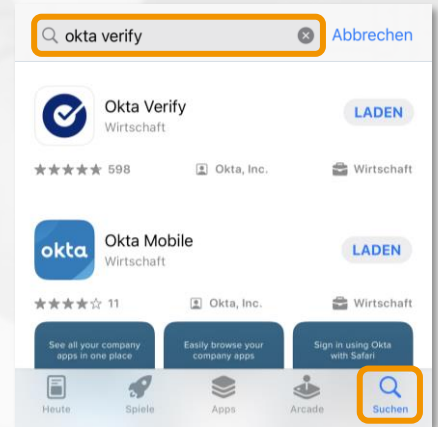 okta verify
Abbrechen
Okta Verify
Wirtschaft
LADEN
598
Okta, Inc.
Wirtschaft
okta
Okta Mobile
Wirtschaft
LADEN
11
Okta, Inc.
Wirtschaft
See all your company
apps in one place
Easily browse your
company apps
Sign in using Okta
with Safari
Heute
Spiele
Apps
Arcade
Suchen